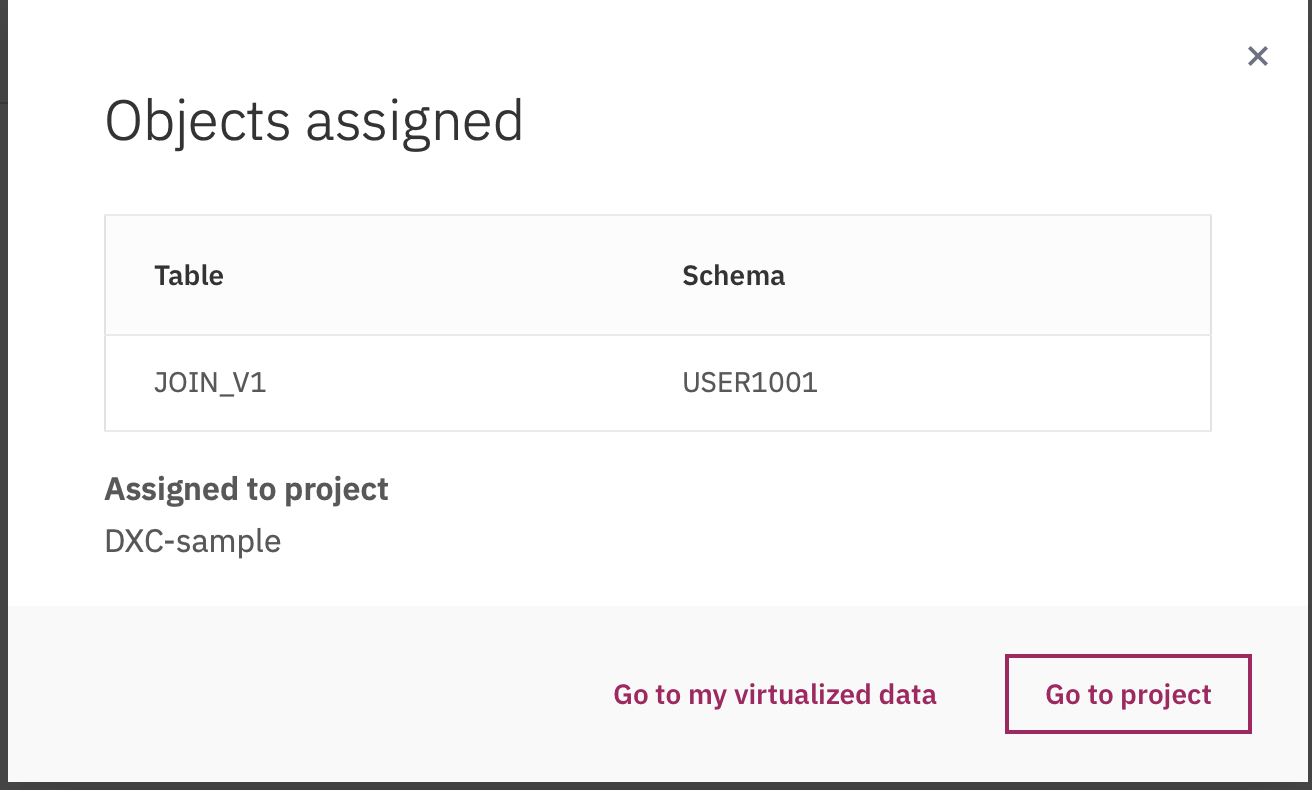 Objects assigned
Table Schema
JOIN_V1 USER1001
Assigned to project
DXC-sample
Go to my virtualized data Go to project